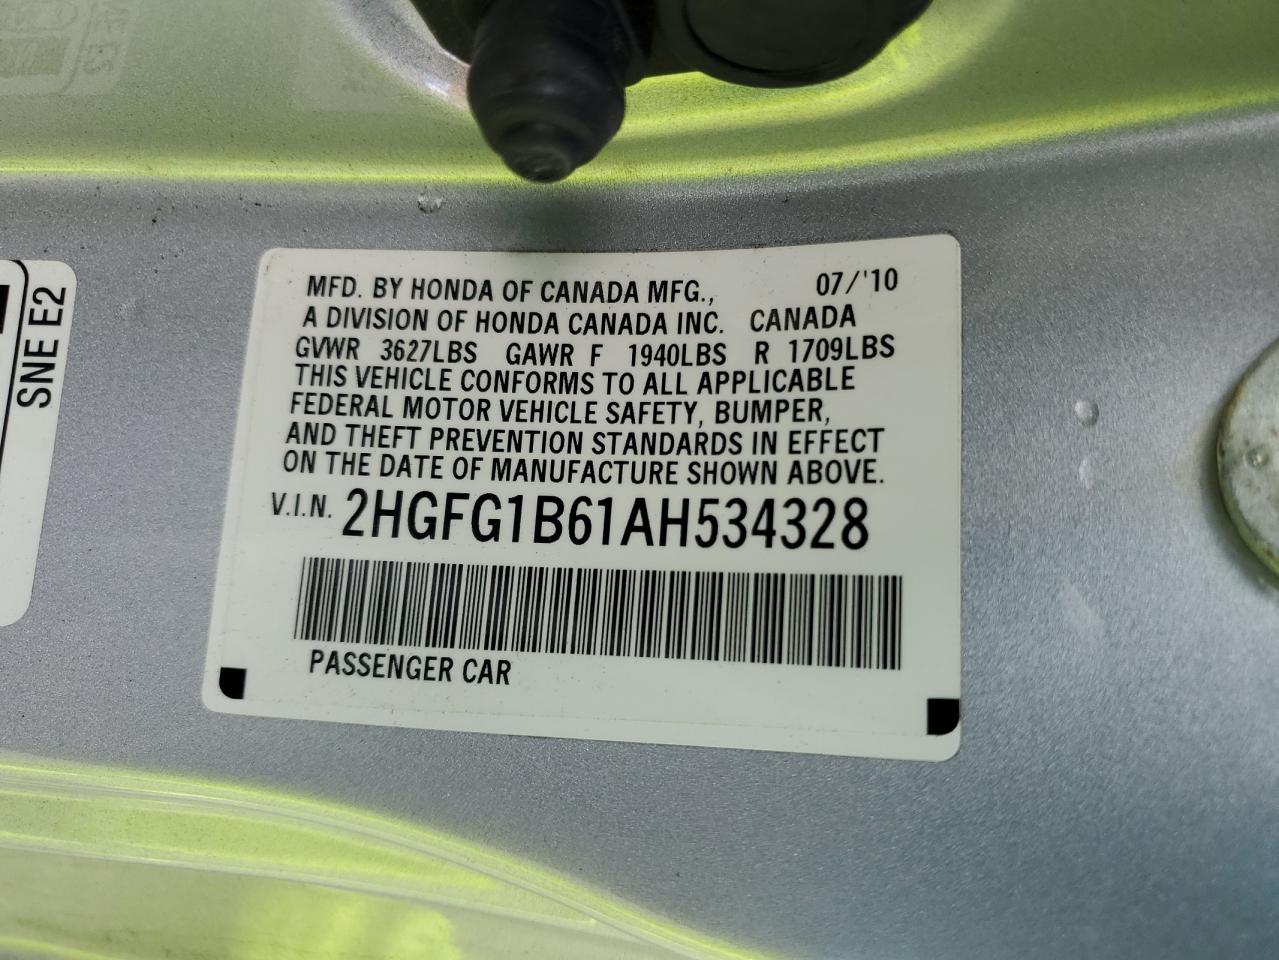 MFD. BY HONDA OF CANADA MFG., 07/'10
A DIVISION OF HONDA CANADA INC. CANADA
GVWR 3627LBS GAWR F 1940LBS R 1709LBS
THIS VEHICLE CONFORMS TO ALL APPLICABLE
FEDERAL MOTOR VEHICLE SAFETY, BUMPER,
AND THEFT PREVENTION STANDARDS IN EFFECT
ON THE DATE OF MANUFACTURE SHOWN ABOVE.
V.I.N. 2HGFG1B61AH534328
PASSENGER CAR
SNE E2